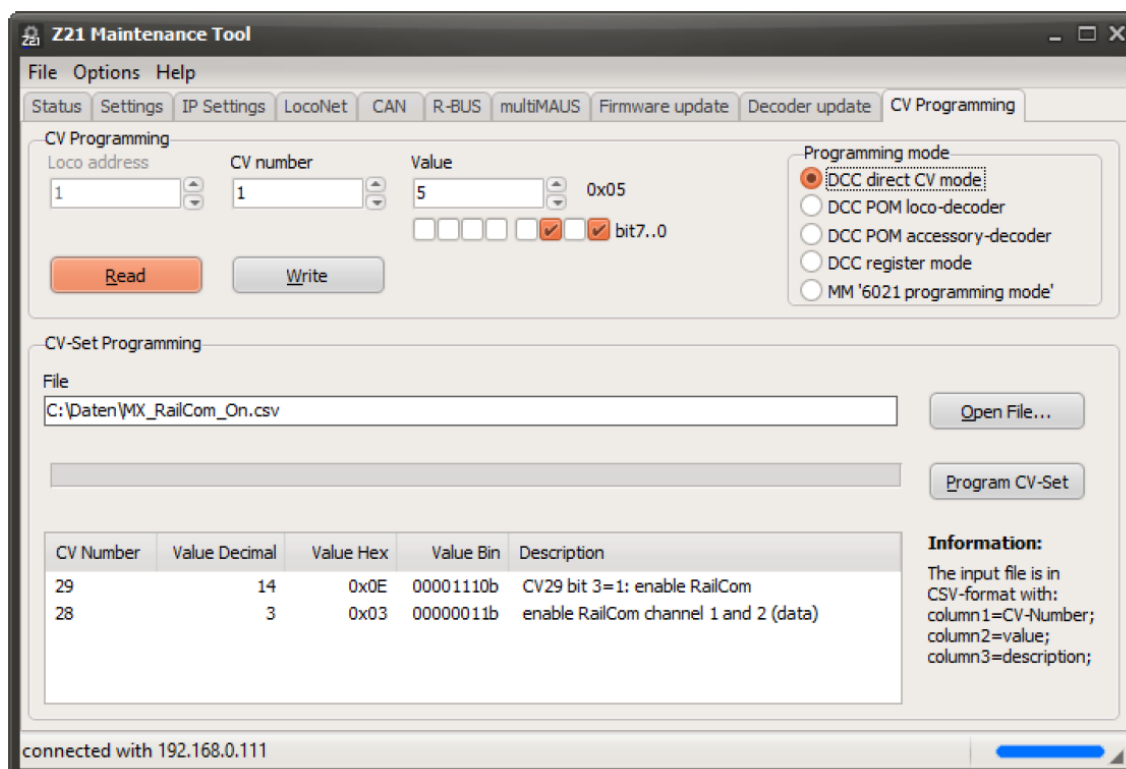 Z21 Z21 Maintenance Tool
File Options Help
Status Settings IP Settings LocoNet CAN R-BUS multiMAUS Firmware update Decoder update CV Programming
CV Programming
Loco address CV number Value
1 1 5 0x05
bit7..0
Read Write
Programming mode
DCC direct CV mode
DCC POM loco-decoder
DCC POM accessory-decoder
DCC register mode
MM '6021 programming mode'
CV-Set Programming
File
C:\Daten\MX_RailCom_On.csv
Open File...
Program CV-Set
CV Number Value Decimal Value Hex Value Bin Description
29 14 0x0E 00001110b CV29 bit 3=1: enable RailCom
28 3 0x03 00000011b enable RailCom channel 1 and 2 (data)
Information:
The input file is in
CSV-format with:
column1=CV-Number;
column2=value;
column3=description;
connected with 192.168.0.111